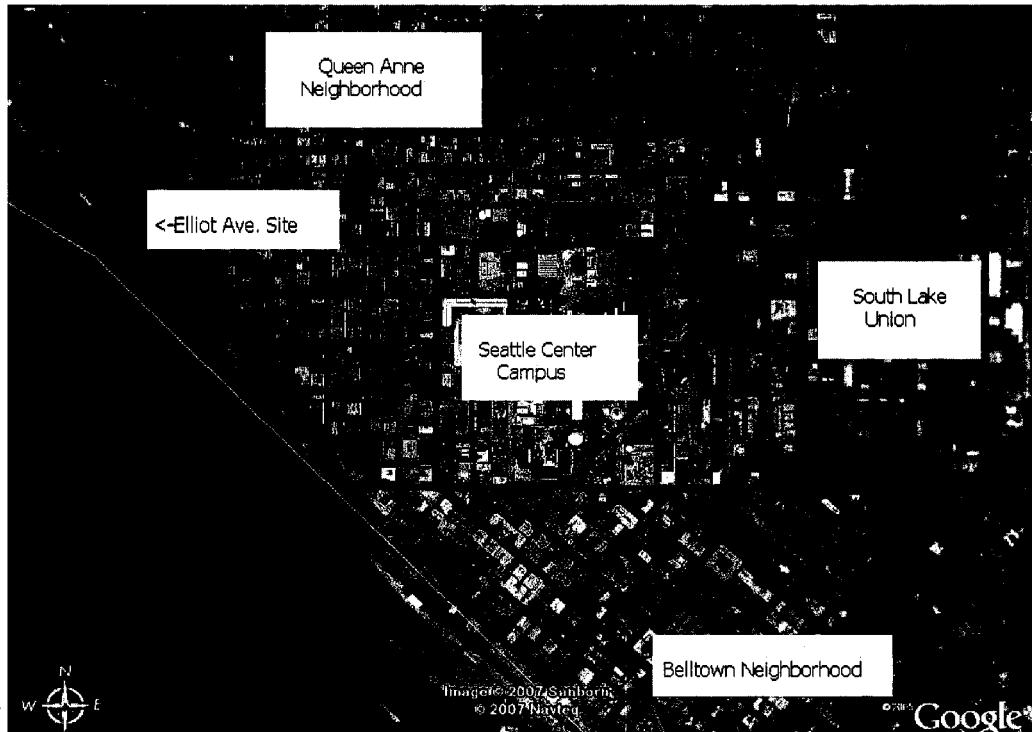 Queen Anne
Neighborhood
<-Elliot Ave. Site
South Lake
Union
Seattle Center
Campus
Belltown Neighborhood
N
W E
Image © 2007 Sanborn
© 2007 Navteq
Google